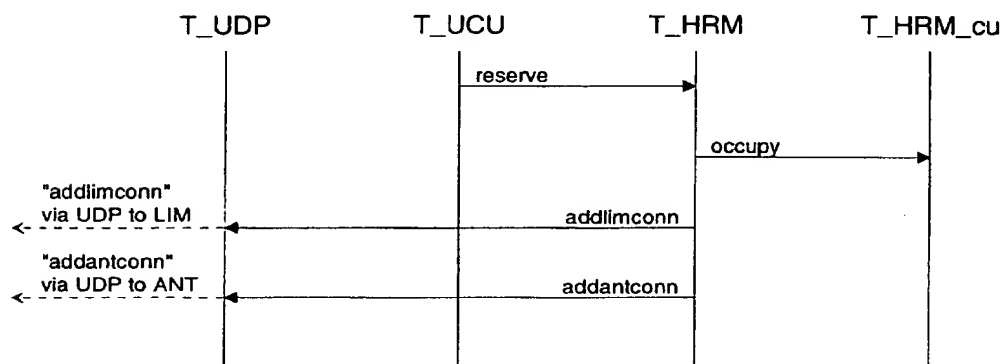 T_UDP T_UCU T_HRM T_HRM_cu
reserve
occupy
"addlimconn"
via UDP to LIM
addlimconn
"addantconn"
via UDP to ANT
addantconn